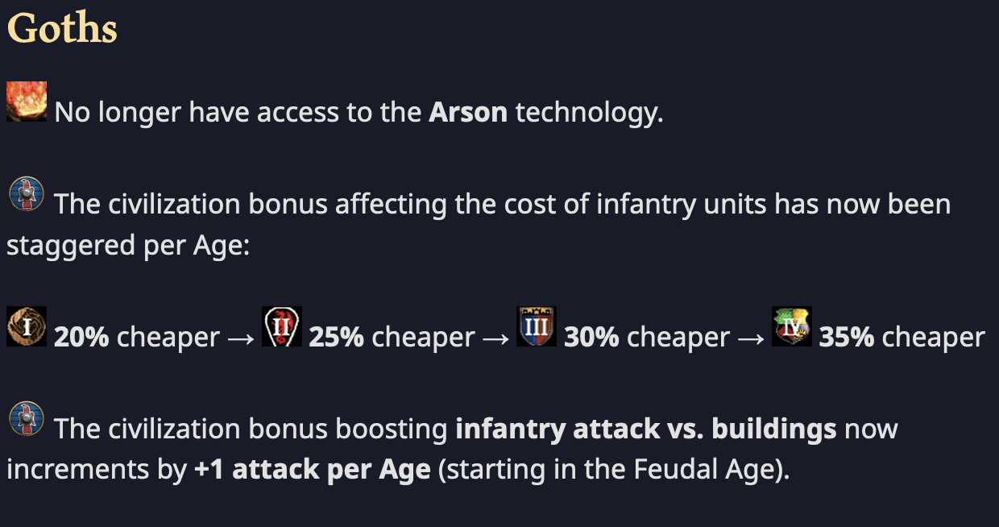 Goths
No longer have access to the Arson technology.
The civilization bonus affecting the cost of infantry units has now been
staggered per Age:
I 20% cheaper → II 25% cheaper → III 30% cheaper → IV 35% cheaper
The civilization bonus boosting infantry attack vs. buildings now
increments by +1 attack per Age (starting in the Feudal Age).